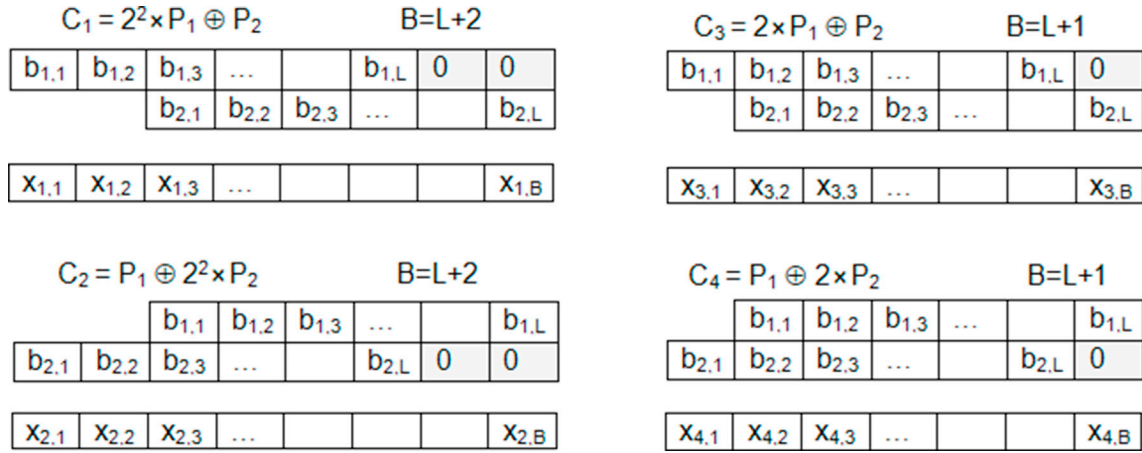 C₁ = 2² × P₁ ⊕ P₂ B=L+2
b₁,₁ b₁,₂ b₁,₃ ... b₁,L 0 0
b₂,₁ b₂,₂ b₂,₃ ... b₂,L
x₁,₁ x₁,₂ x₁,₃ ... x₁,B
C₃ = 2 × P₁ ⊕ P₂ B=L+1
b₁,₁ b₁,₂ b₁,₃ ... b₁,L 0
b₂,₁ b₂,₂ b₂,₃ ... b₂,L
x₃,₁ x₃,₂ x₃,₃ ... x₃,B
C₂ = P₁ ⊕ 2² × P₂ B=L+2
b₁,₁ b₁,₂ b₁,₃ ... b₁,L
b₂,₁ b₂,₂ b₂,₃ ... b₂,L 0 0
x₂,₁ x₂,₂ x₂,₃ ... x₂,B
C₄ = P₁ ⊕ 2 × P₂ B=L+1
b₁,₁ b₁,₂ b₁,₃ ... b₁,L
b₂,₁ b₂,₂ b₂,₃ ... b₂,L 0
x₄,₁ x₄,₂ x₄,₃ ... x₄,B